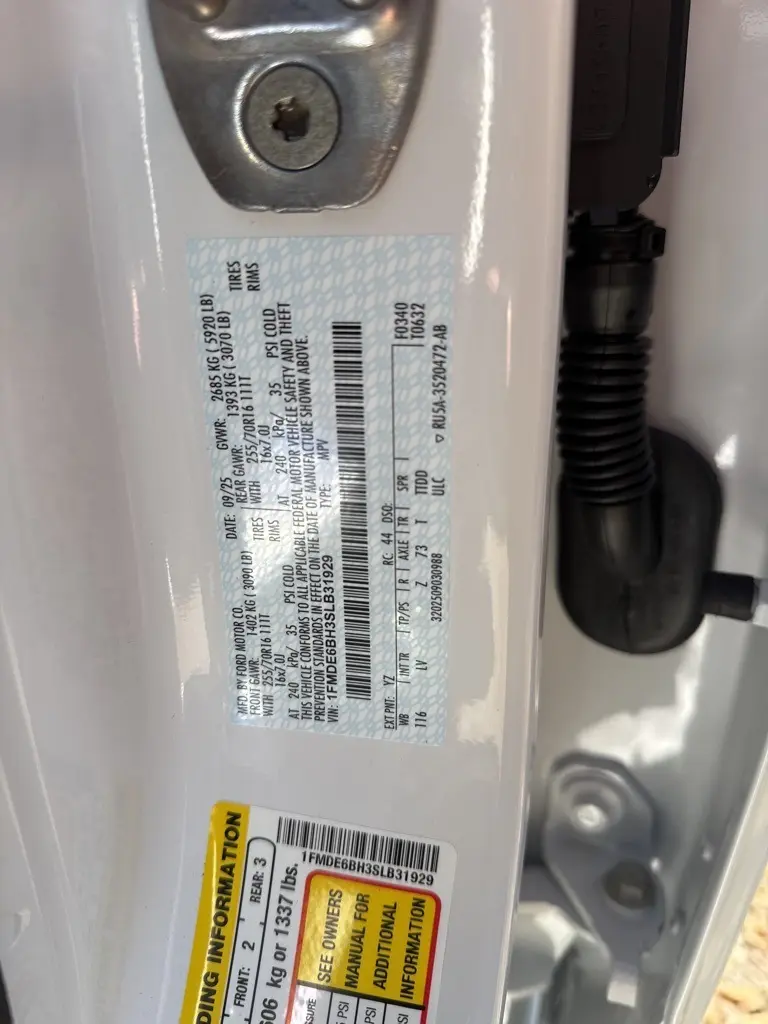 MFD. BY FORD MOTOR CO.
DATE: 09/25 GVWR: 2685 KG ( 5920 LB)
FRONT GAWR: 1402 KG ( 3090 LB) REAR GAWR: 1393 KG ( 3070 LB)
WITH 255/70R16 111T TIRES WITH 255/70R16 111T TIRES
16x7.0J RIMS 16x7.0J RIMS
AT 240 kPa/ 35 PSI COLD AT 240 kPa/ 35 PSI COLD
THIS VEHICLE CONFORMS TO ALL APPLICABLE FEDERAL MOTOR VEHICLE SAFETY AND THEFT
PREVENTION STANDARDS IN EFFECT ON THE DATE OF MANUFACTURE SHOWN ABOVE.
VIN: 1FMDE6BH3SLB31929 TYPE: MPV
EXT PNT: YZ RC: 44 DSO: F0340
WB INT TR TP/PS R AXLE TR SPR T0632
116 LV Z 73 T TTDD
3202509030988 ULC ▽ RU5A-3520472-AB
DING INFORMATION
FRONT: 2 REAR: 3
606 kg or 1337 lbs.
1FMDE6BH3SLB31929
SEE OWNERS
MANUAL FOR
ADDITIONAL
INFORMATION
SURE
PSI
PSI
SI